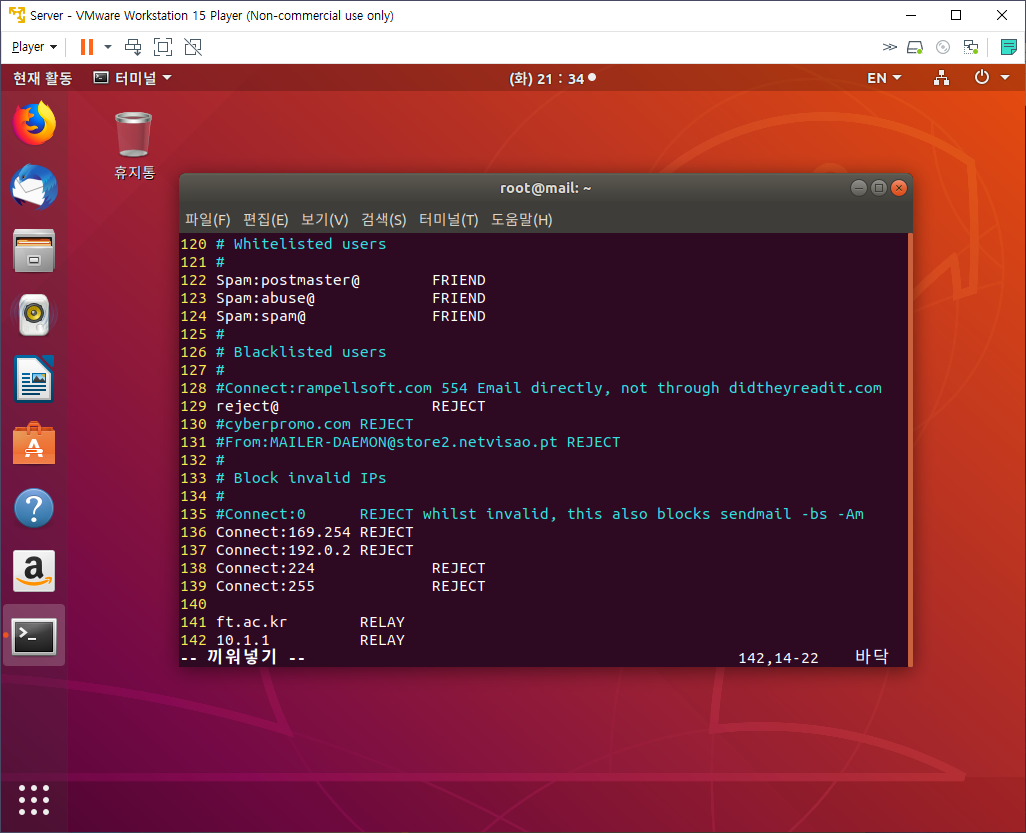 Server - VMware Workstation 15 Player (Non-commercial use only)
Player
현재 활동 터미널 (화) 21 : 34 EN
휴지통
root@mail: ~
파일(F) 편집(E) 보기(V) 검색(S) 터미널(T) 도움말(H)
120 # Whitelisted users
121 #
122 Spam:postmaster@ FRIEND
123 Spam:abuse@ FRIEND
124 Spam:spam@ FRIEND
125 #
126 # Blacklisted users
127 #
128 #Connect:rampellsoft.com 554 Email directly, not through didtheyreadit.com
129 reject@ REJECT
130 #cyberpromo.com REJECT
131 #From:MAILER-DAEMON@store2.netvisao.pt REJECT
132 #
133 # Block invalid IPs
134 #
135 #Connect:0 REJECT whilst invalid, this also blocks sendmail -bs -Am
136 Connect:169.254 REJECT
137 Connect:192.0.2 REJECT
138 Connect:224 REJECT
139 Connect:255 REJECT
140
141 ft.ac.kr RELAY
142 10.1.1 RELAY
-- 끼워넣기 -- 142,14-22 바닥